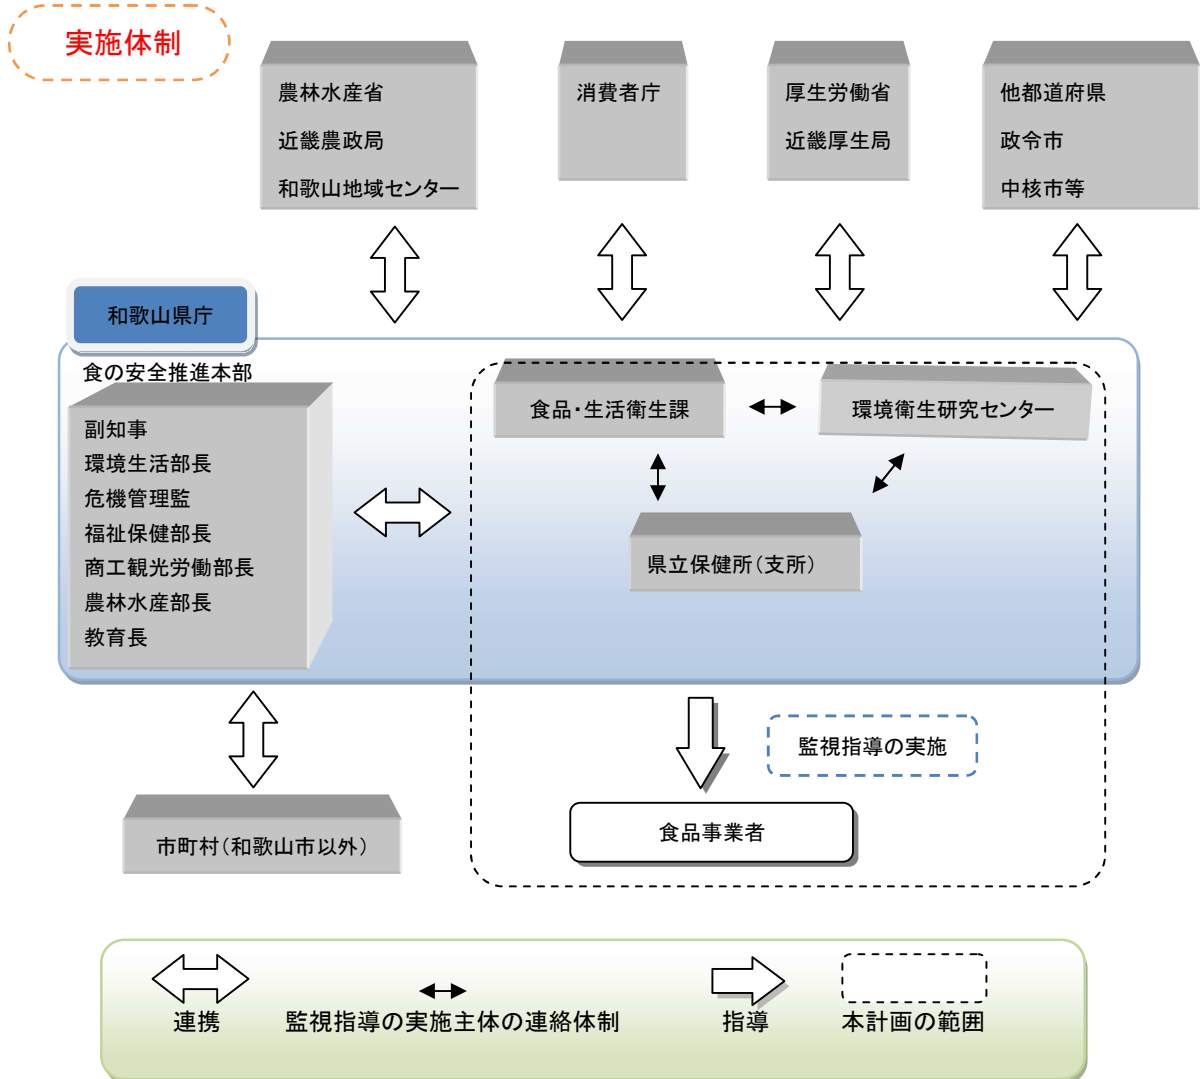 実施体制
農林水産省
近畿農政局
和歌山地域センター
消費者庁
厚生労働省
近畿厚生局
他都道府県
政令市
中核市等
和歌山県庁
食の安全推進本部
副知事
環境生活部長
危機管理監
福祉保健部長
商工観光労働部長
農林水産部長
教育長
食品・生活衛生課
環境衛生研究センター
県立保健所(支所)
監視指導の実施
食品事業者
市町村(和歌山市以外)
連携
監視指導の実施主体の連絡体制
指導
本計画の範囲